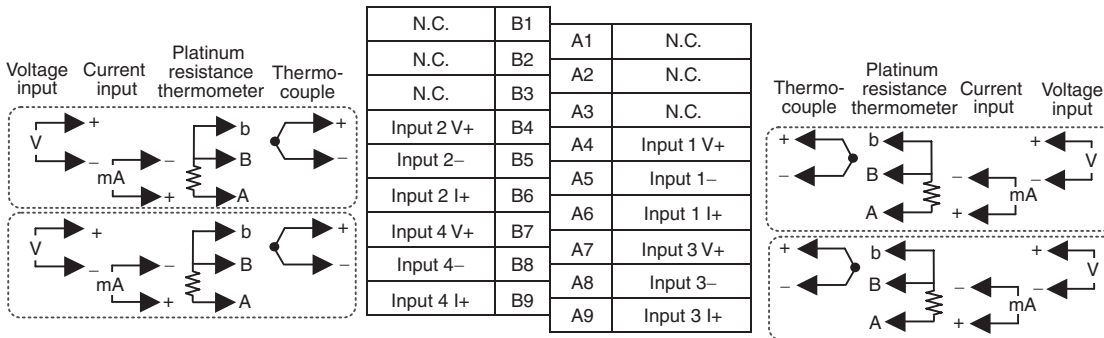 Voltage input
Current input
Platinum resistance thermometer
Thermo-couple
V
+
−
mA
−
+
b
B
A
+
−
V
+
−
mA
−
+
b
B
A
+
−
N.C. B1
N.C. B2
N.C. B3
Input 2 V+ B4
Input 2− B5
Input 2 I+ B6
Input 4 V+ B7
Input 4− B8
Input 4 I+ B9
A1 N.C.
A2 N.C.
A3 N.C.
A4 Input 1 V+
A5 Input 1−
A6 Input 1 I+
A7 Input 3 V+
A8 Input 3−
A9 Input 3 I+
Thermo-couple
Platinum resistance thermometer
Current input
Voltage input
+
−
b
B
A
−
+
mA
+
−
V
+
−
b
B
A
−
+
mA
+
−
V